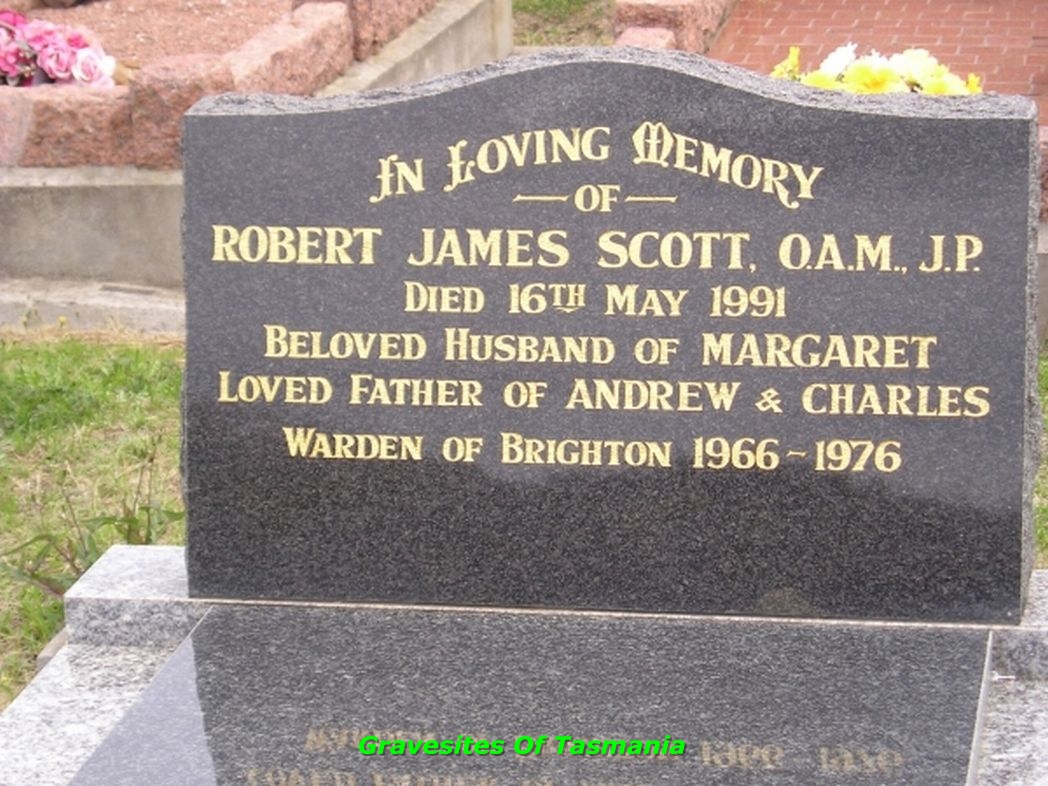 IN LOVING MEMORY
— OF —
ROBERT JAMES SCOTT, O.A.M., J.P.
DIED 16TH MAY 1991
BELOVED HUSBAND OF MARGARET
LOVED FATHER OF ANDREW & CHARLES
WARDEN OF BRIGHTON 1966 - 1976
Gravesites Of Tasmania